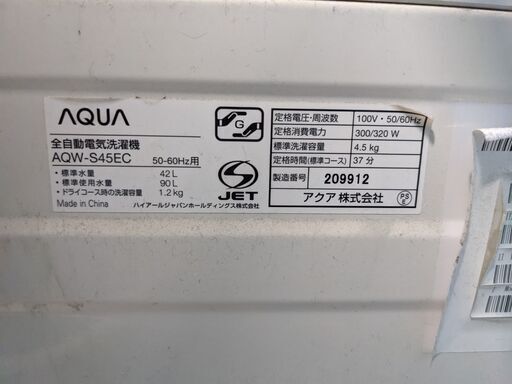 AQUA
全自動電気洗濯機
AQW-S45EC 50-60Hz用
・標準水量 42L
・標準使用水量 90L
・ドライコース時の洗濯容量 1.2kg
Made in China ハイアールジャパンホールディングス株式会社
G
S
JET
定格電圧・周波数 100V・50/60Hz
定格消費電力 300/320W
標準洗濯容量 4.5kg
定格時間(標準コース) 37分
製造番号 209912
アクア株式会社
PS
E